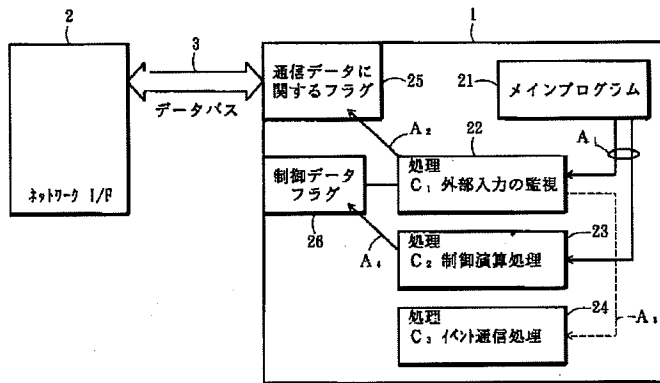 2
3
1
データバス
ネットワーク I/F
通信データに
関するフラグ
25
21
メインプログラム
A₁
A₂
22
処理
C₁ 外部入力の監視
制御データ
フラグ
26
A₄
23
処理
C₂ 制御演算処理
24
処理
C₃ イベント通信処理
A₃